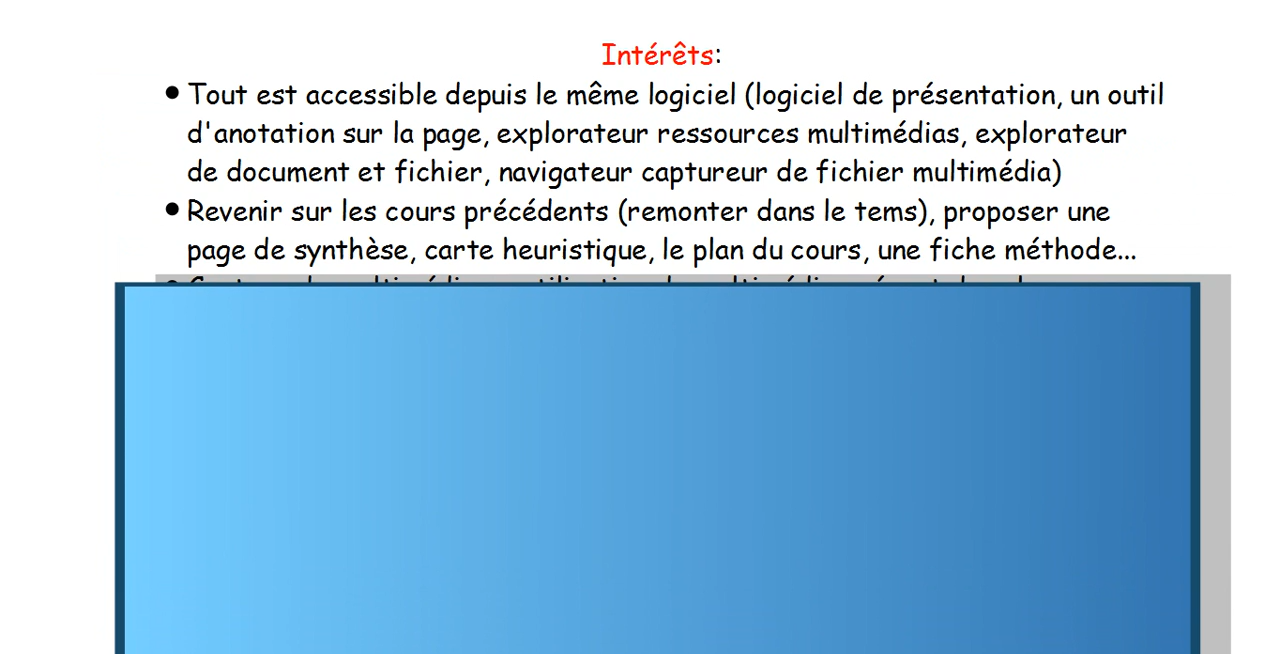 Intérêts:
• Tout est accessible depuis le même logiciel (logiciel de présentation, un outil
d'anotation sur la page, explorateur ressources multimédias, explorateur
de document et fichier, navigateur captureur de fichier multimédia)
• Revenir sur les cours précédents (remonter dans le tems), proposer une
page de synthèse, carte heuristique, le plan du cours, une fiche méthode...